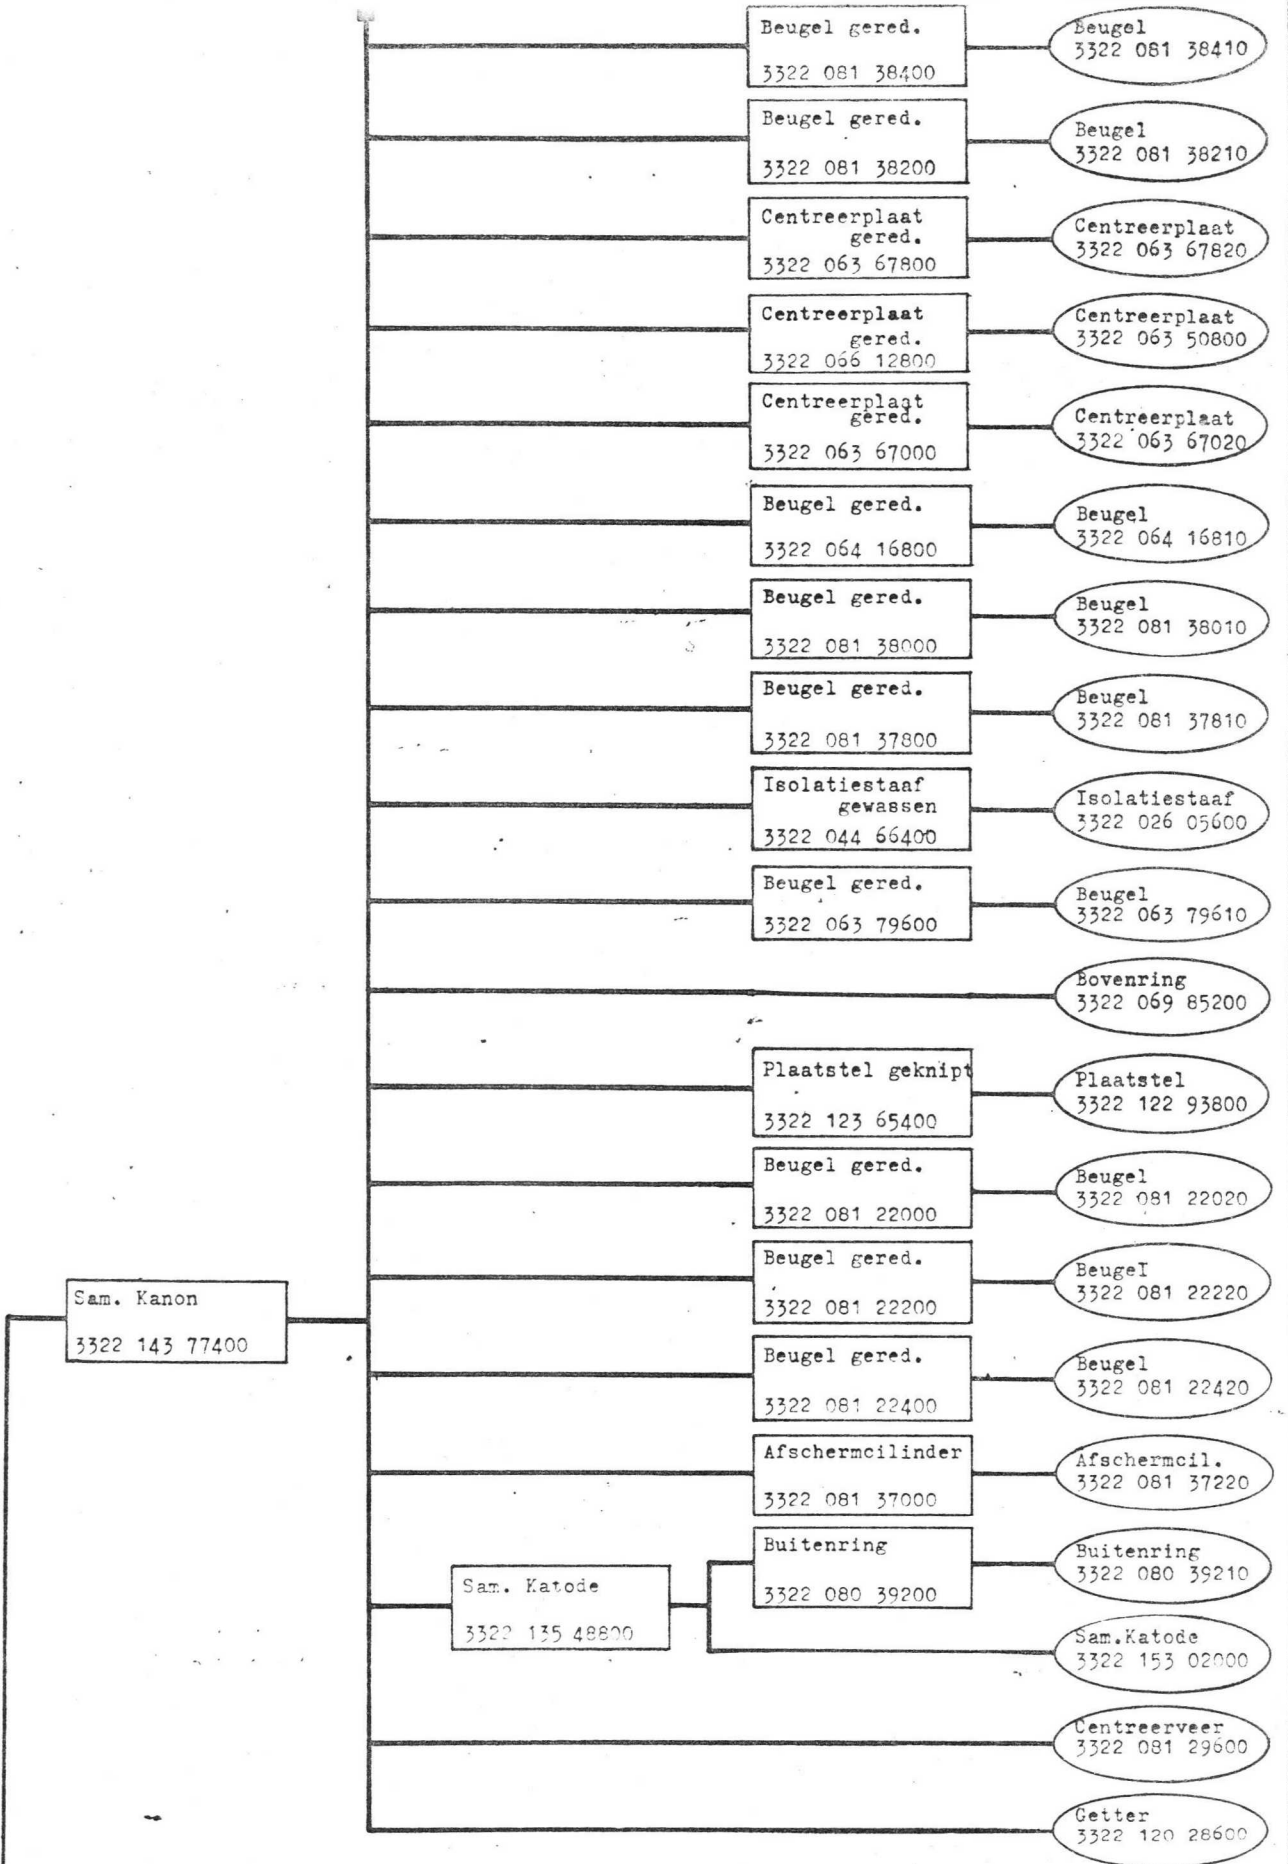 Beugel gered.
3322 081 38400
Beugel
3322 081 38410
Beugel gered.
3322 081 38200
Beugel
3322 081 38210
Centreerplaat
gered.
3322 063 67800
Centreerplaat
3322 063 67820
Centreerplaat
gered.
3322 066 12800
Centreerplaat
3322 063 50800
Centreerplaat
gered.
3322 063 67000
Centreerplaat
3322 063 67020
Beugel gered.
3322 064 16800
Beugel
3322 064 16810
Beugel gered.
3322 081 38000
Beugel
3322 081 38010
Beugel gered.
3322 081 37800
Beugel
3322 081 37810
Isolatiestaaf
gewassen
3322 044 66400
Isolatiestaaf
3322 026 05600
Beugel gered.
3322 063 79600
Beugel
3322 063 79610
Bovenring
3322 069 85200
Plaatstel geknipt
3322 123 65400
Plaatstel
3322 122 93800
Beugel gered.
3322 081 22000
Beugel
3322 081 22020
Beugel gered.
3322 081 22200
Beugel
3322 081 22220
Sam. Kanon
3322 143 77400
Beugel gered.
3322 081 22400
Beugel
3322 081 22420
Afschermcilinder
3322 081 37000
Afschermcil.
3322 081 37220
Buitenring
3322 080 39200
Buitenring
3322 080 39210
Sam. Katode
3322 135 48800
Sam.Katode
3322 153 02000
Centreerveer
3322 081 29600
Getter
3322 120 28600